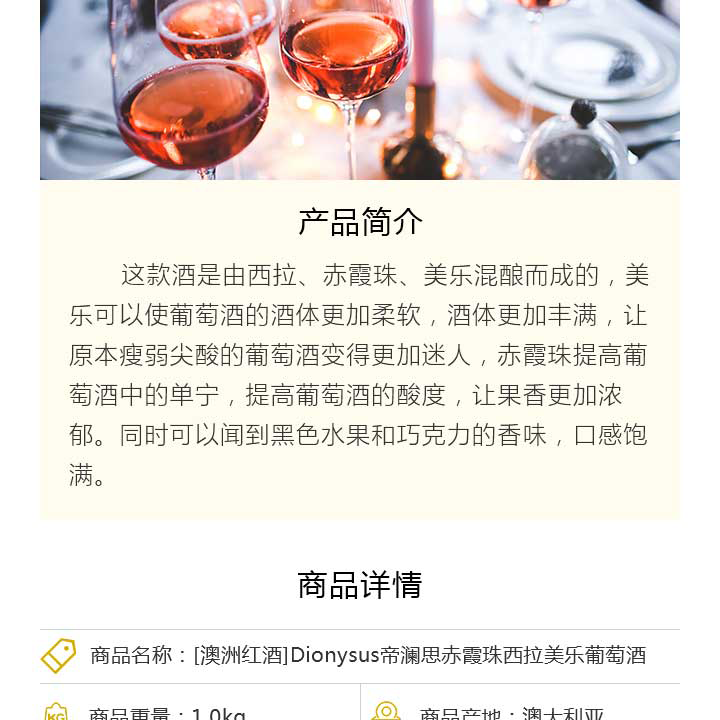 产品简介
这款酒是由西拉、赤霞珠、美乐混酿而成的，美
乐可以使葡萄酒的酒体更加柔软，酒体更加丰满，让
原本瘦弱尖酸的葡萄酒变得更加迷人，赤霞珠提高葡
萄酒中的单宁，提高葡萄酒的酸度，让果香更加浓
郁。同时可以闻到黑色水果和巧克力的香味，口感饱
满。
商品详情
商品名称：[澳洲红酒]Dionysus帝澜思赤霞珠西拉美乐葡萄酒
KG 商品重量：1.0kg 商品产地：澳大利亚